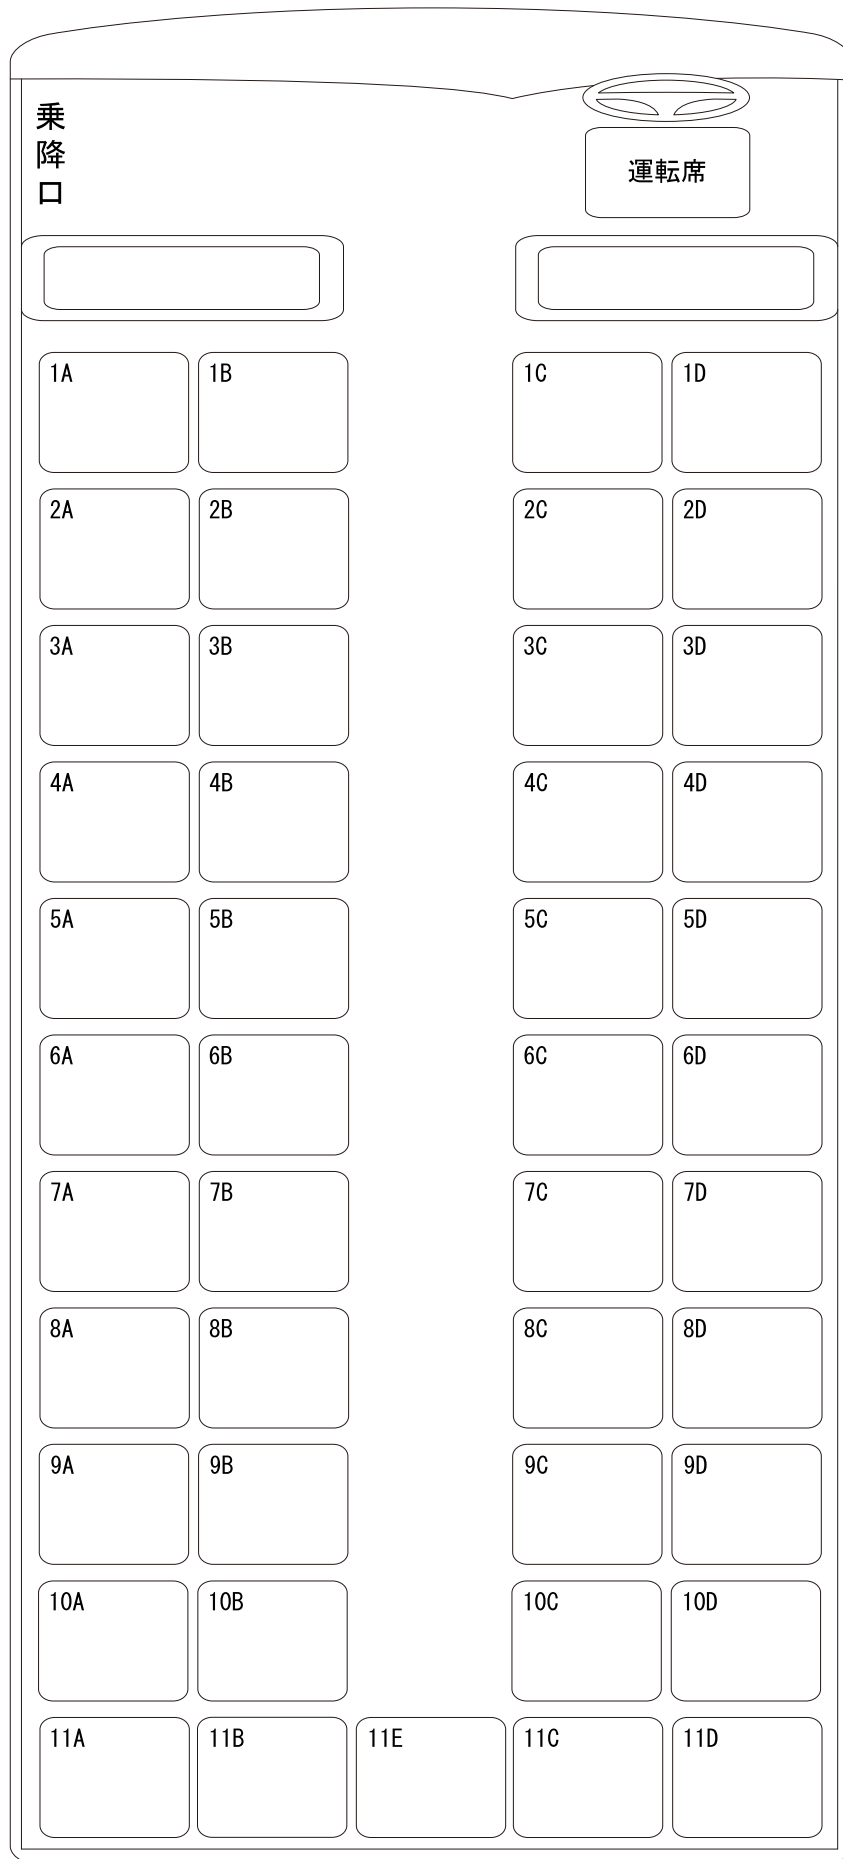 乗降口
運転席
1A 1B 1C 1D
2A 2B 2C 2D
3A 3B 3C 3D
4A 4B 4C 4D
5A 5B 5C 5D
6A 6B 6C 6D
7A 7B 7C 7D
8A 8B 8C 8D
9A 9B 9C 9D
10A 10B 10C 10D
11A 11B 11E 11C 11D